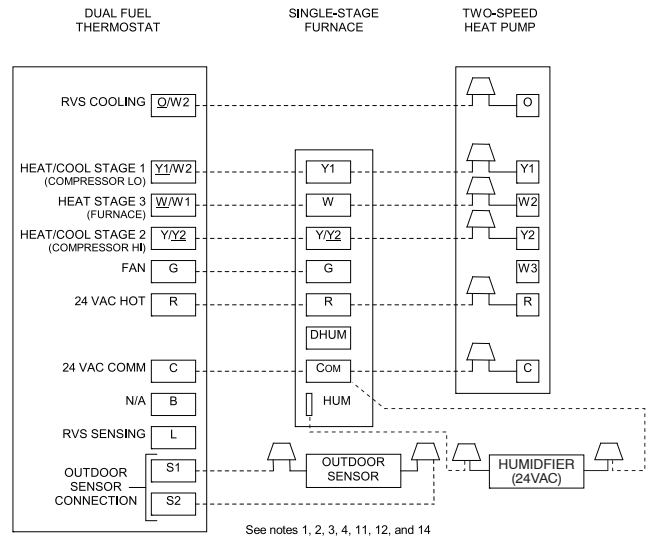 DUAL FUEL
THERMOSTAT
SINGLE-STAGE
FURNACE
TWO-SPEED
HEAT PUMP
RVS COOLING O/W2 O
HEAT/COOL STAGE 1
(COMPRESSOR LO)
Y1/W2 Y1 Y1
HEAT STAGE 3
(FURNACE)
W/W1 W W2
HEAT/COOL STAGE 2
(COMPRESSOR HI)
Y/Y2 Y/Y2 Y2
FAN G G W3
24 VAC HOT R R R
DHUM
24 VAC COMM C COM C
N/A B HUM
RVS SENSING L
OUTDOOR
SENSOR
CONNECTION
S1
S2
OUTDOOR
SENSOR
HUMIDFIER
(24VAC)
See notes 1, 2, 3, 4, 11, 12, and 14